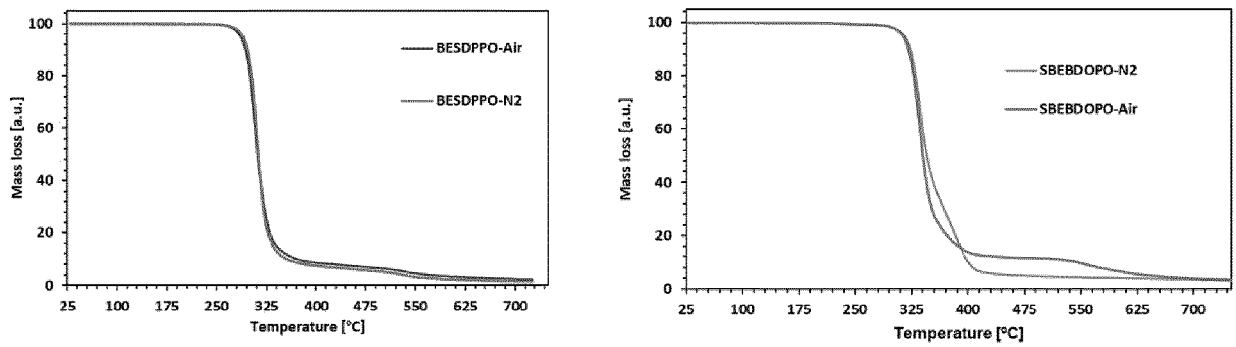 100
80
60
40
20
0
Mass loss [a.u.]
BESDPPO-Air
BESDPPO-N2
25 100 175 250 325 400 475 550 625 700
Temperature [°C]
100
80
60
40
20
0
Mass loss [a.u.]
SBEBDOPO-N2
SBEBDOPO-Air
25 100 175 250 325 400 475 550 625 700
Temperature [°C]